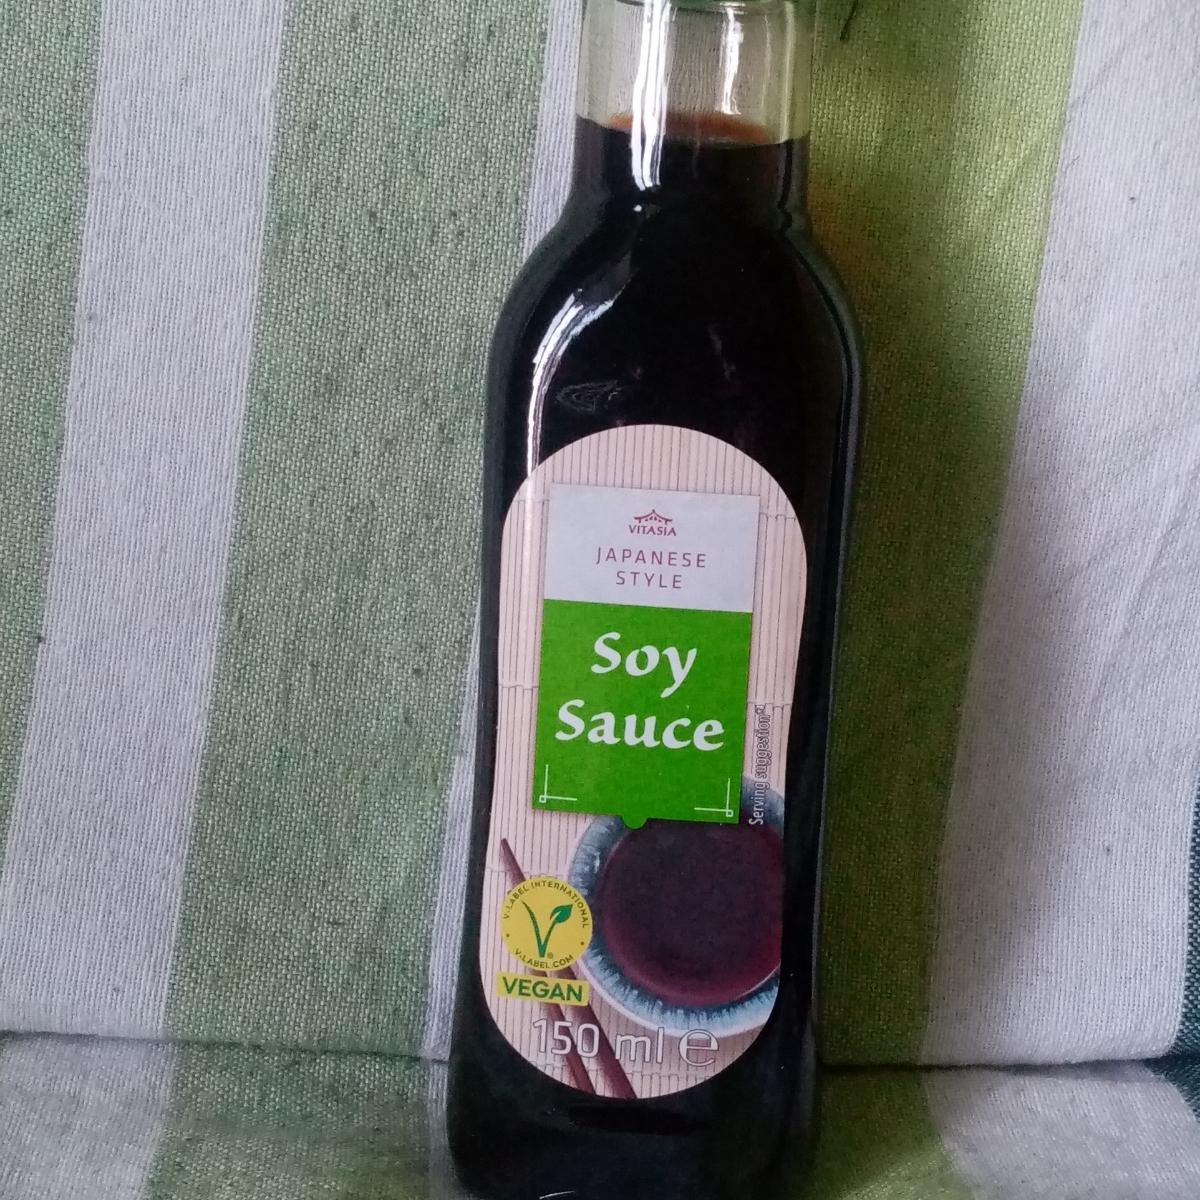 VITASIA
JAPANESE
STYLE
Soy
Sauce
Serving suggestion
V-LABEL INTERNATIONAL
V-LABEL.COM
VEGAN
150 ml e